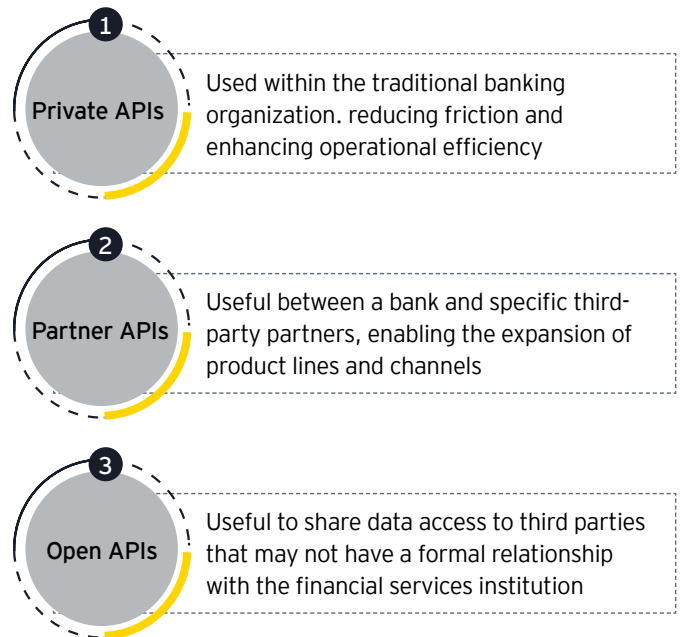 1
Private APIs
Used within the traditional banking
organization. reducing friction and
enhancing operational efficiency
2
Partner APIs
Useful between a bank and specific third-
party partners, enabling the expansion of
product lines and channels
3
Open APIs
Useful to share data access to third parties
that may not have a formal relationship
with the financial services institution